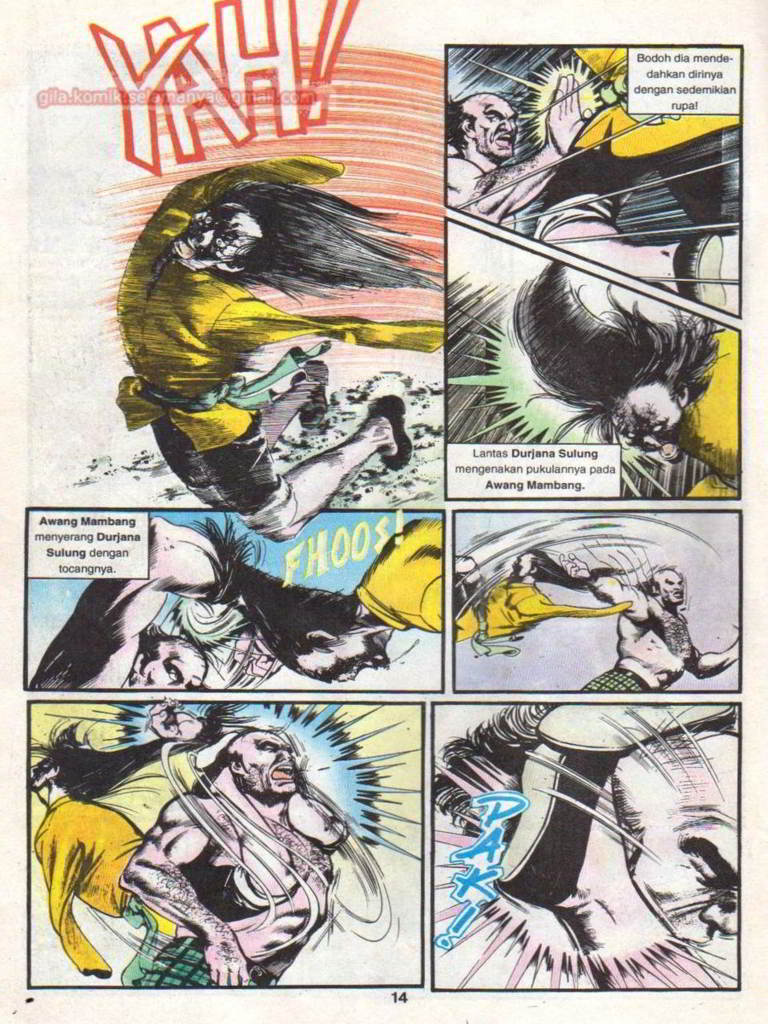 YAH!
gila.komik.selamanya@gmail.com
Bodoh dia mende-
dahkan dirinya
dengan sedemikian
rupa!
Lantas Durjana Sulung
mengenakan pukulannya pada
Awang Mambang.
Awang Mambang
menyerang Durjana
Sulung dengan
tocangnya.
FHOOS!
DAK!
14